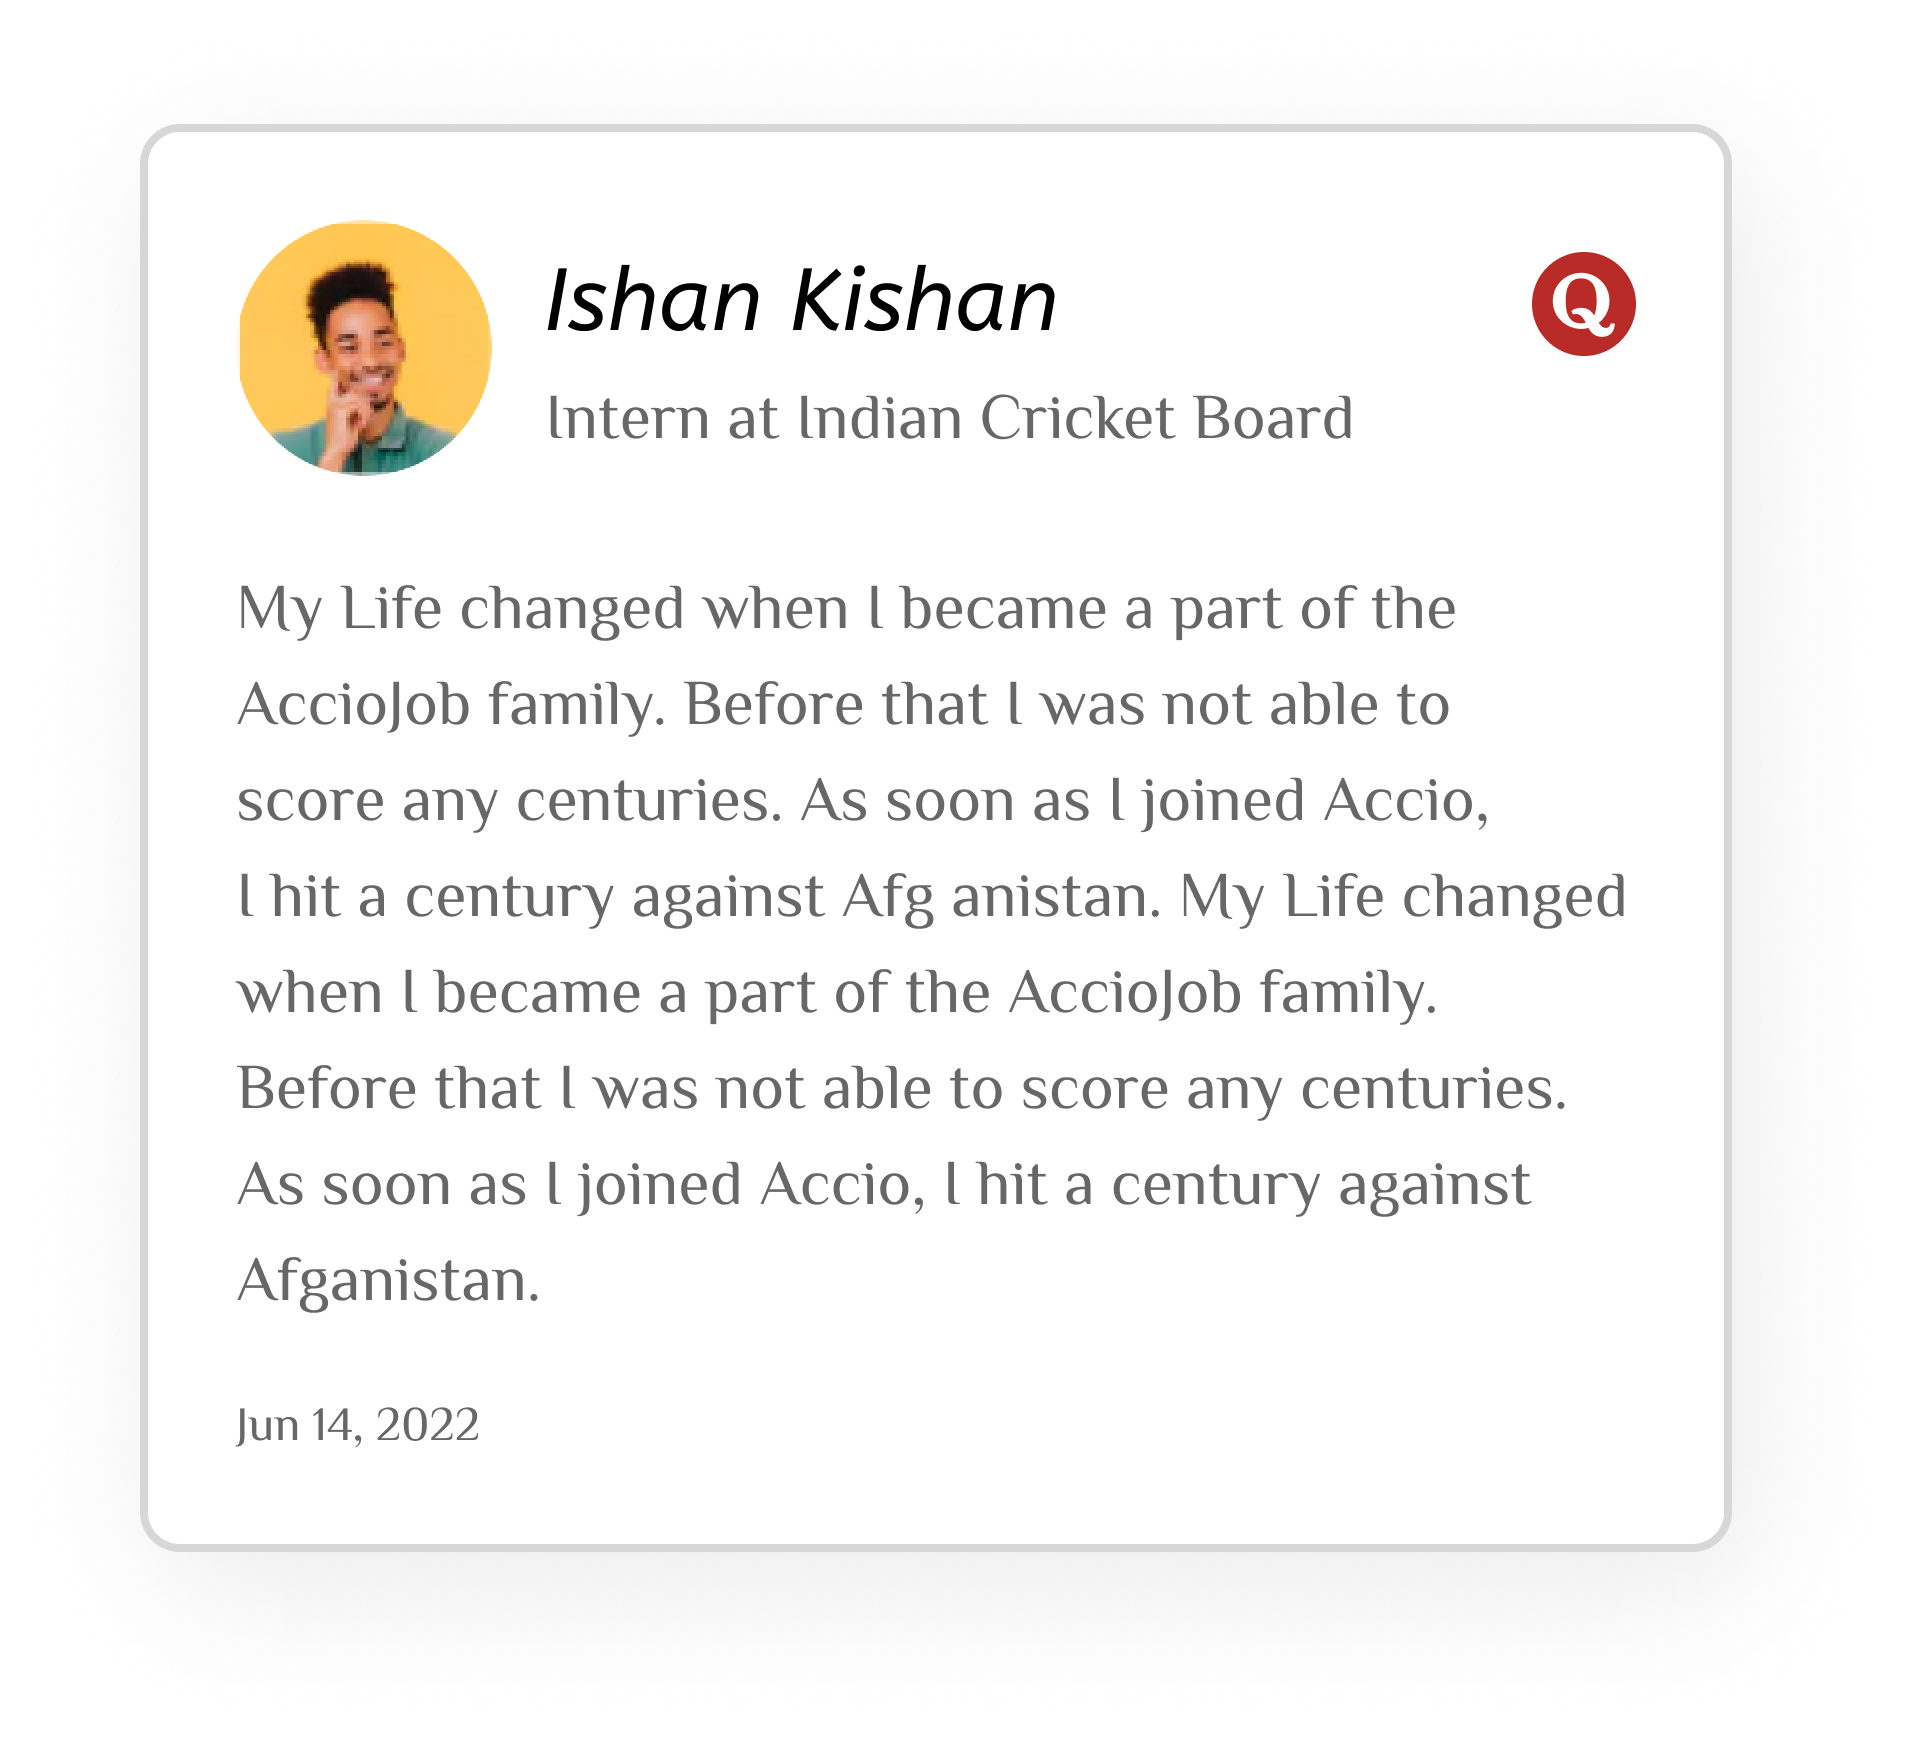 Ishan Kishan
Q
Intern at Indian Cricket Board
My Life changed when I became a part of the
AccioJob family. Before that I was not able to
score any centuries. As soon as I joined Accio,
I hit a century against Afg anistan. My Life changed
when I became a part of the AccioJob family.
Before that I was not able to score any centuries.
As soon as I joined Accio, I hit a century against
Afganistan.
Jun 14, 2022